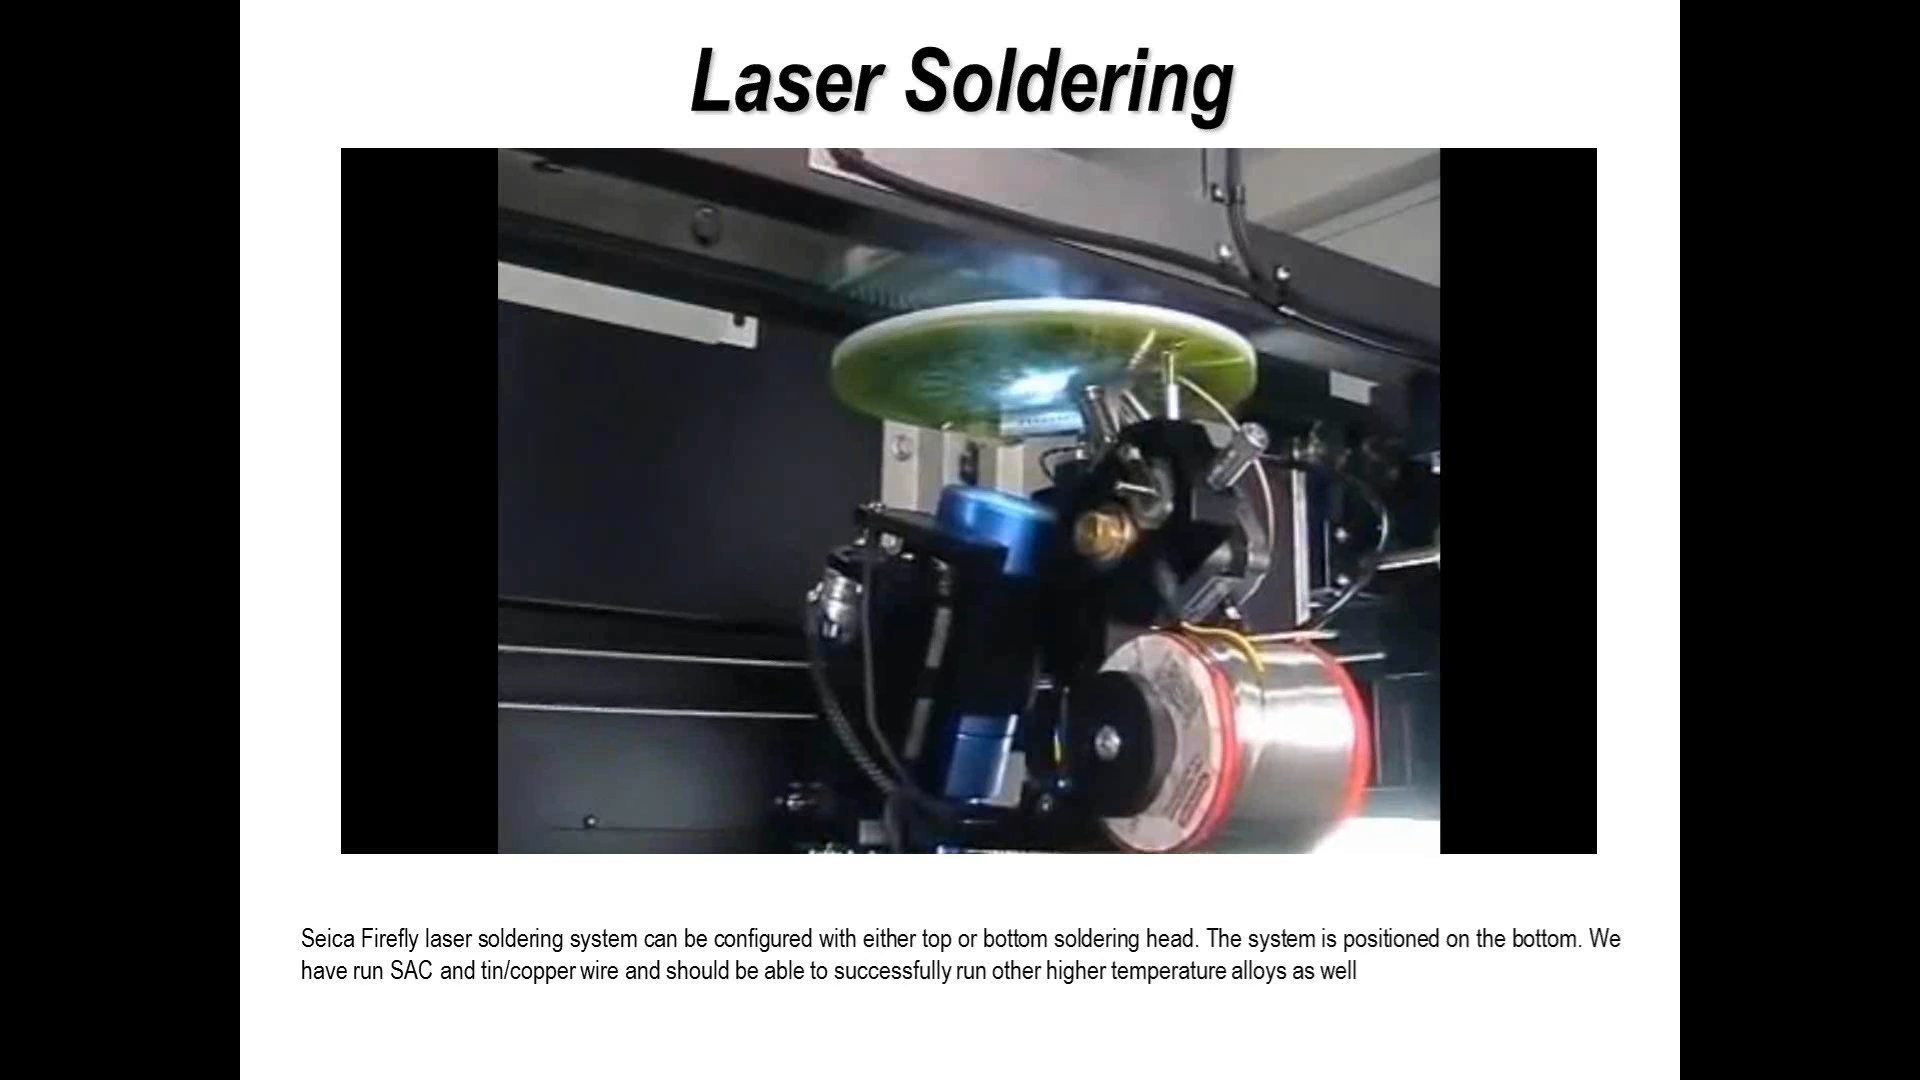 Laser Soldering
Seica Firefly laser soldering system can be configured with either top or bottom soldering head. The system is positioned on the bottom. We
have run SAC and tin/copper wire and should be able to successfully run other higher temperature alloys as well